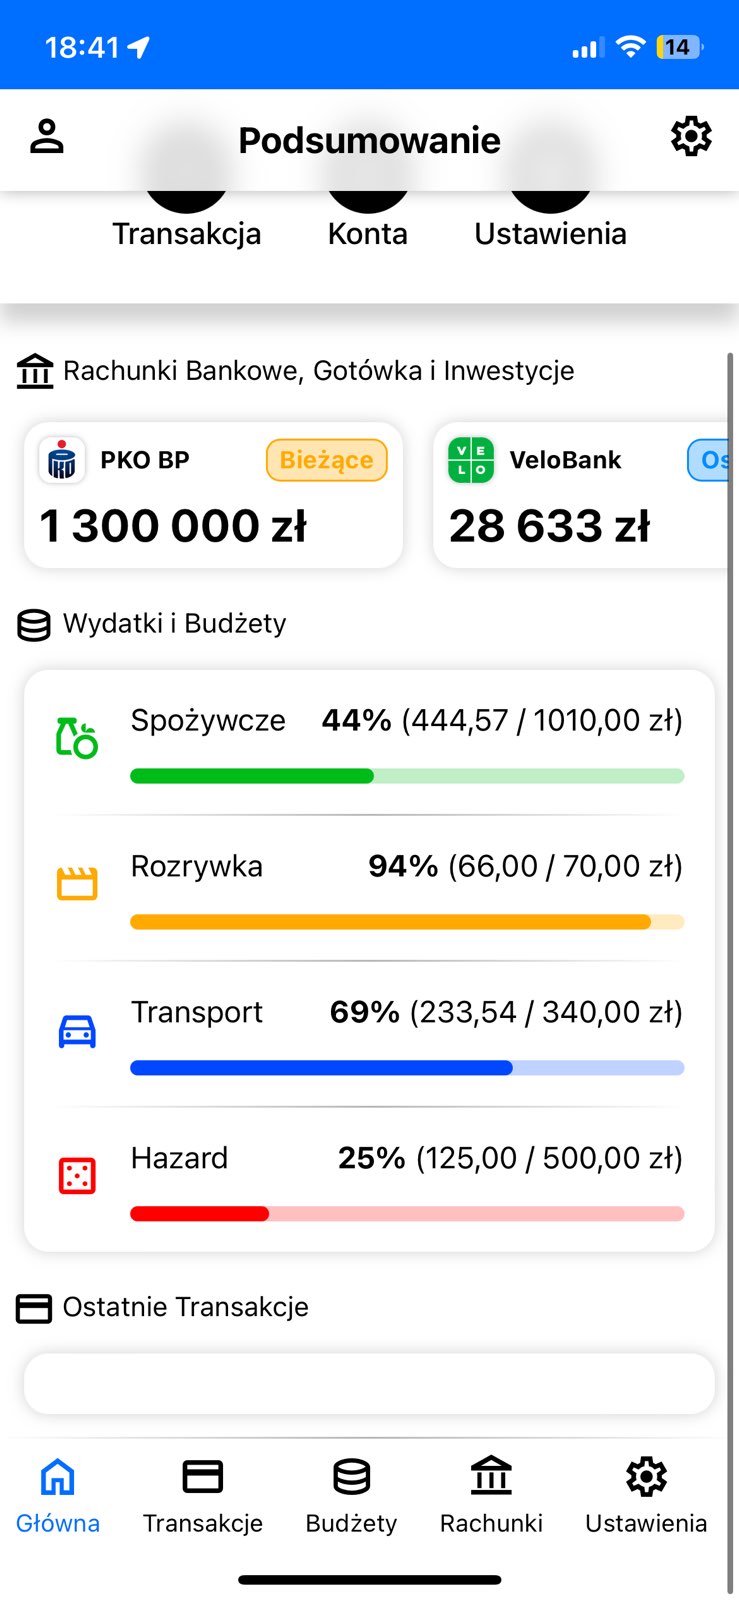 18:41
14
Podsumowanie
Transakcja Konta Ustawienia
Rachunki Bankowe, Gotówka i Inwestycje
PKO BP Bieżące
1 300 000 zł
VELO VeloBank Os
28 633 zł
Wydatki i Budżety
Spożywcze 44% (444,57 / 1010,00 zł)
Rozrywka 94% (66,00 / 70,00 zł)
Transport 69% (233,54 / 340,00 zł)
Hazard 25% (125,00 / 500,00 zł)
Ostatnie Transakcje
Główna Transakcje Budżety Rachunki Ustawienia